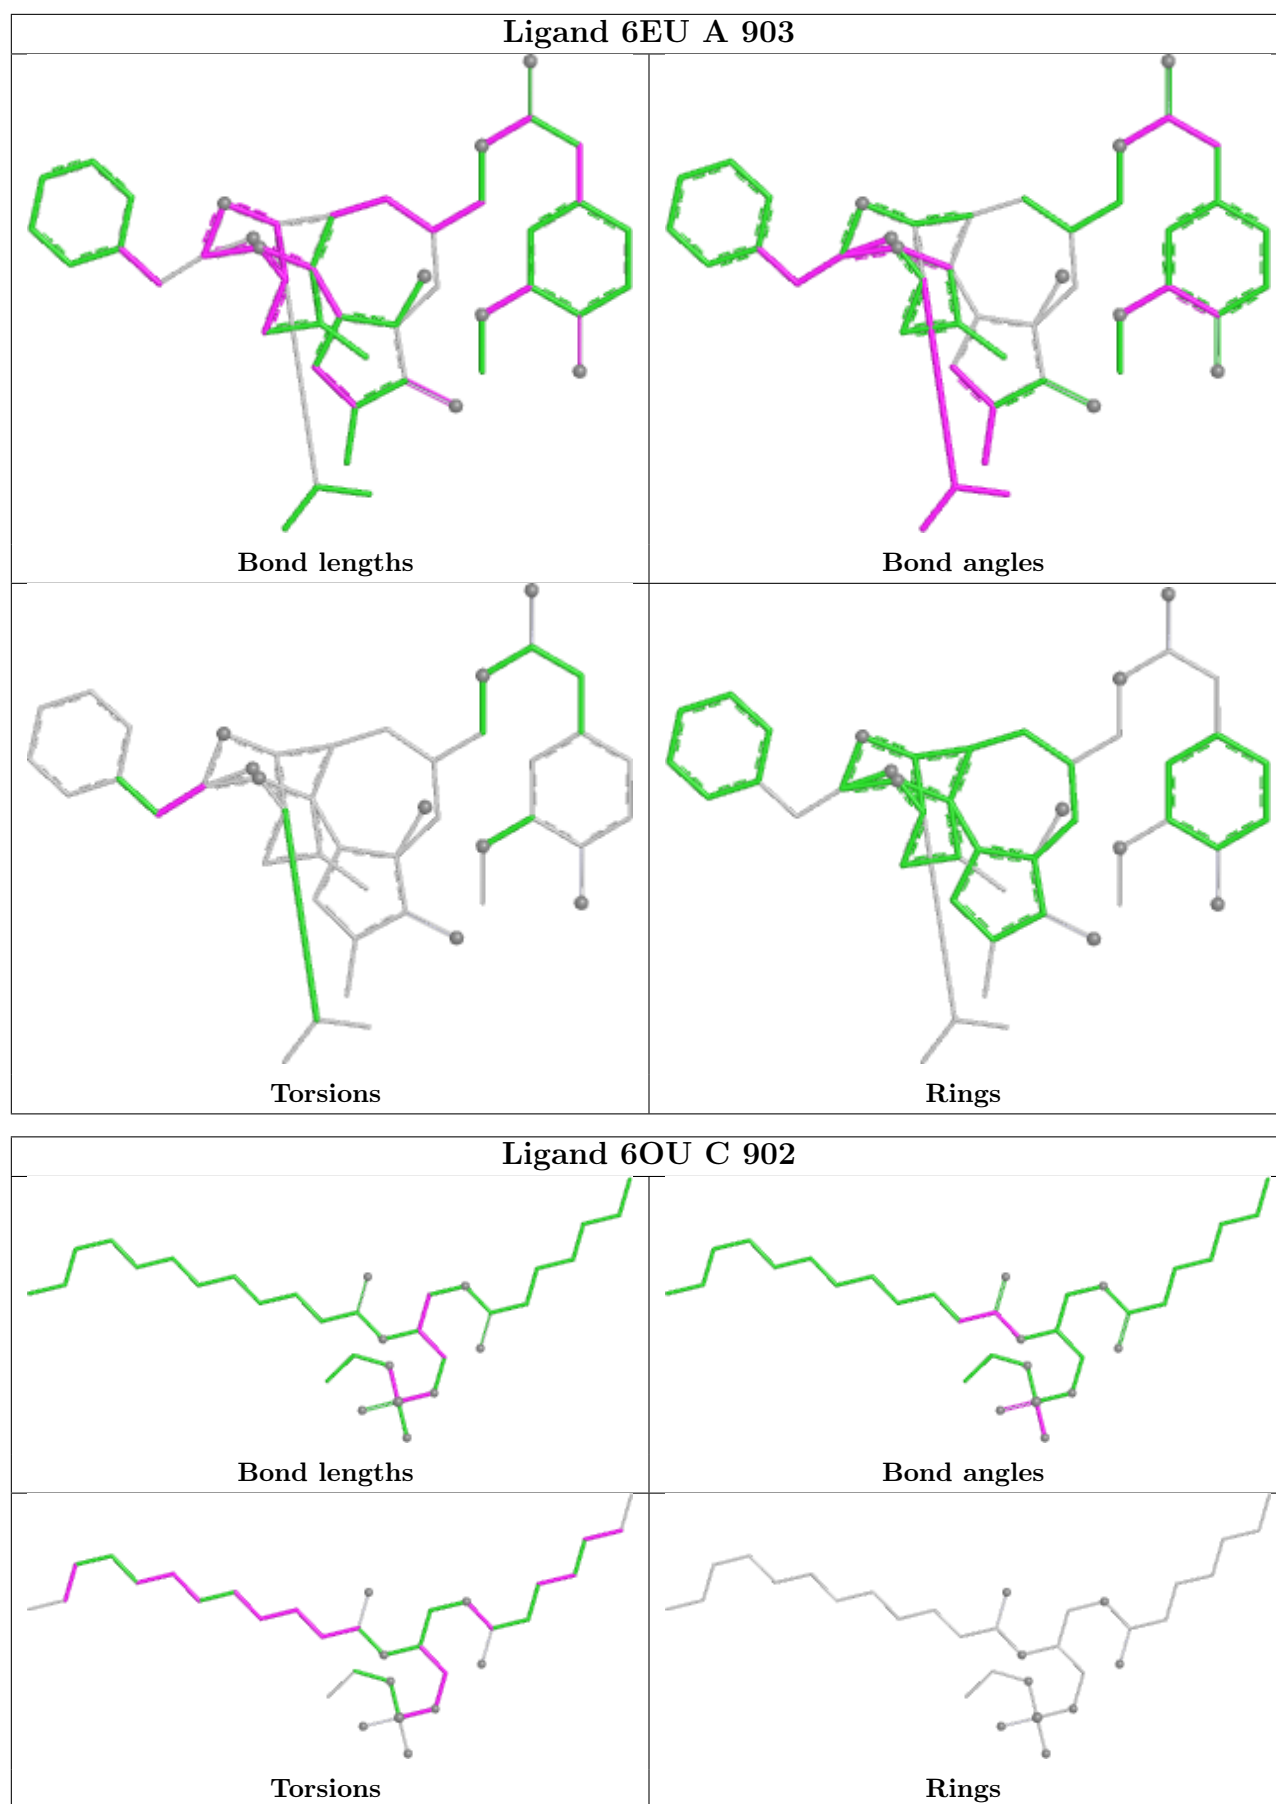 Ligand 6EU A 903
Bond lengths
Bond angles
Torsions
Rings
Ligand 6OU C 902
Bond lengths
Bond angles
Torsions
Rings